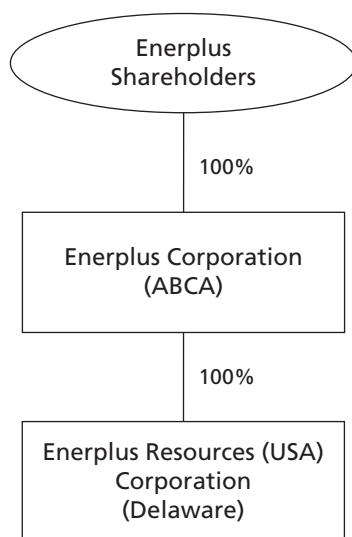 Enerplus
Shareholders
100%
Enerplus Corporation
(ABCA)
100%
Enerplus Resources (USA)
Corporation
(Delaware)